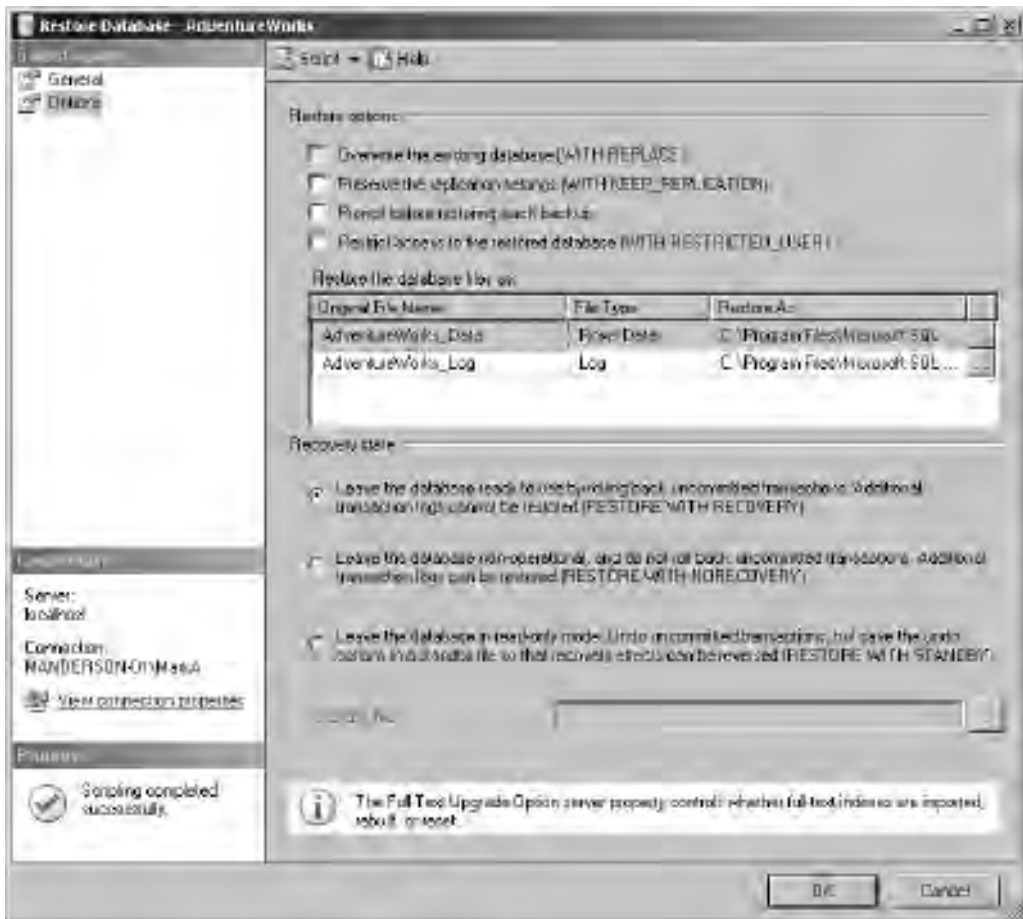 Restore Database - AdventureWorks
Script Help
General
Options
Restore options
Overwrite the existing database (WITH REPLACE)
Preserve the replication settings (WITH KEEP_REPLICATION)
Prompt before restoring each backup
Restrict access to the restored database (WITH RESTRICTED_USER)
Restore the database files as:
Original File Name File Type Restore As
AdventureWorks_Data Rows Data C:\Program Files\Microsoft SQL ...
AdventureWorks_Log Log C:\Program Files\Microsoft SQL ...
Recovery state
Leave the database ready to use by rolling back uncommitted transactions. Additional
transaction logs cannot be restored. (RESTORE WITH RECOVERY)
Leave the database non-operational, and do not roll back uncommitted transactions. Additional
transaction logs can be restored. (RESTORE WITH NORECOVERY)
Leave the database in read-only mode. Undo uncommitted transactions, but save the undo
actions in a standby file so that recovery effects can be reversed. (RESTORE WITH STANDBY)
Connection
Server:
localhost
Connection:
View connection properties
Progress
Scripting completed
successfully.
The Full-Text Upgrade Option server property controls whether full-text indexes are imported,
rebuilt, or reset.
OK Cancel